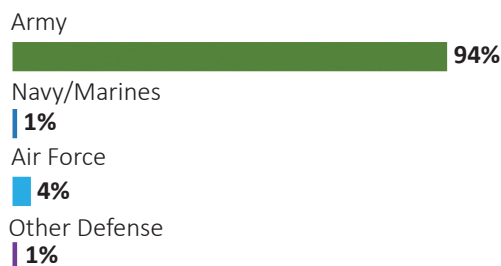 Army
94%
Navy/Marines
1%
Air Force
4%
Other Defense
1%